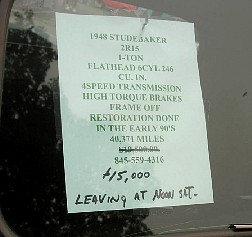 1948 STUDEBAKER
2R15
1-TON
FLATHEAD 6CYL 246
CU. IN.
4SPEED TRANSMISSION
HIGH TORQUE BRAKES
FRAME OFF
RESTORATION DONE
IN THE EARLY 90'S
40,371 MILES
845-559-4316
$15,000
LEAVING AT NOON SAT.